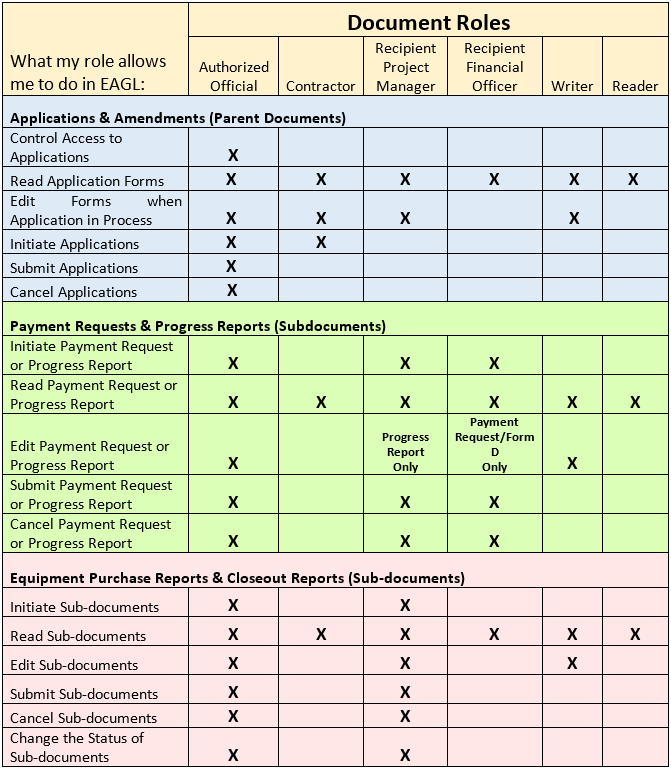 Document Roles
What my role allows
me to do in EAGL:
Authorized
Official
Contractor
Recipient
Project
Manager
Recipient
Financial
Officer
Writer
Reader
Applications & Amendments (Parent Documents)
Control Access to
Applications
X
Read Application Forms
X X X X X X
Edit Forms when
Application in Process
X X X X
Initiate Applications
X X
Submit Applications
X
Cancel Applications
X
Payment Requests & Progress Reports (Subdocuments)
Initiate Payment Request
or Progress Report
X X X
Read Payment Request or
Progress Report
X X X X X X
Edit Payment Request or
Progress Report
X
Progress
Report
Only
Payment
Request/Form
D
Only
X
Submit Payment Request
or Progress Report
X X X
Cancel Payment Request
or Progress Report
X X X
Equipment Purchase Reports & Closeout Reports (Sub-documents)
Initiate Sub-documents
X X
Read Sub-documents
X X X X X X
Edit Sub-documents
X X X
Submit Sub-documents
X X
Cancel Sub-documents
X X
Change the Status of
Sub-documents
X X